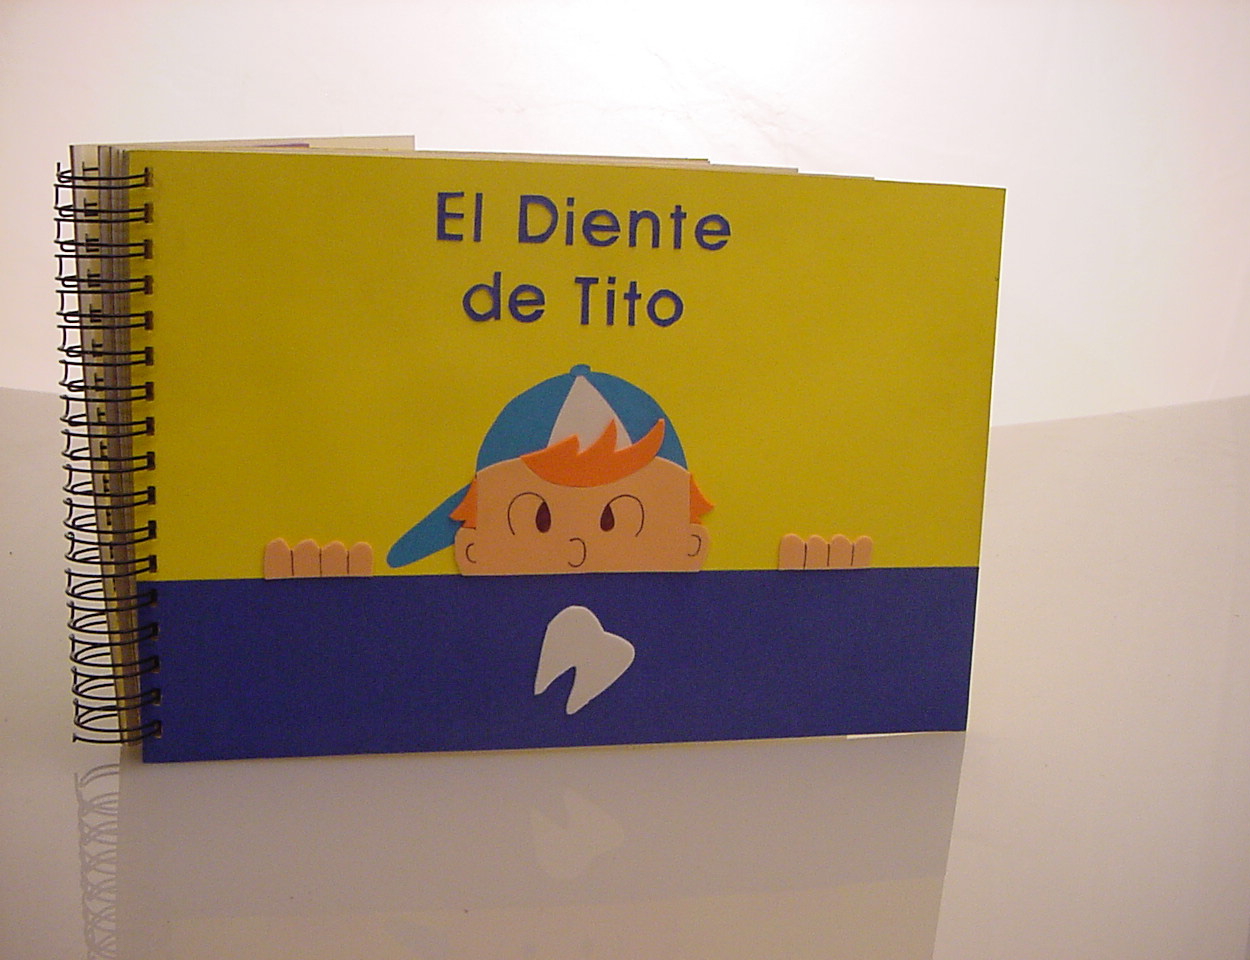 El Diente
de Tito